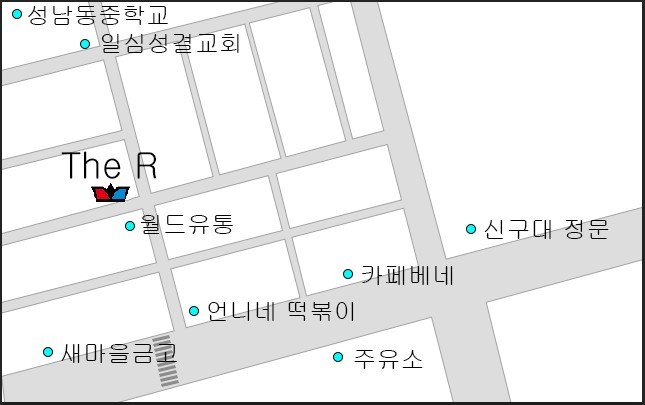 성남동중학교
일심성결교회
The R
월드유통
신구대 정문
카페베네
언니네 떡볶이
새마을금고
주유소